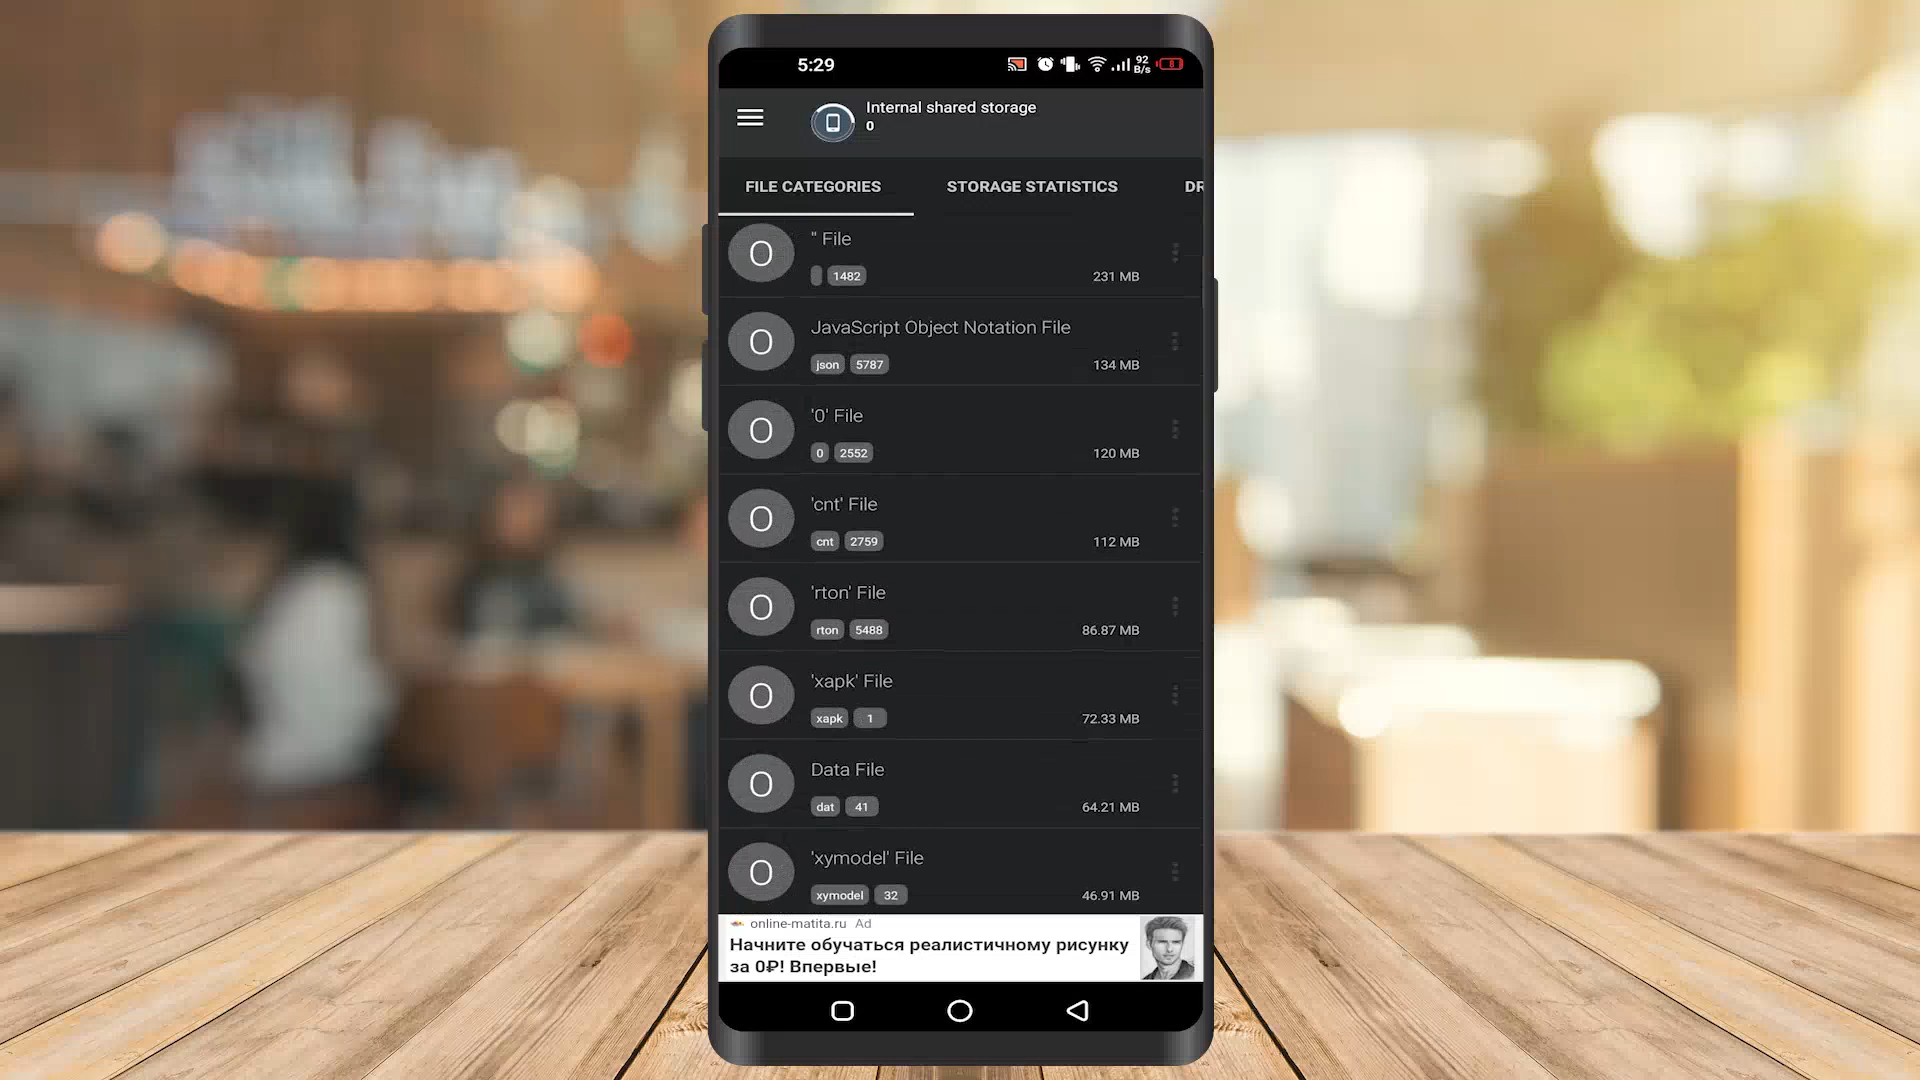 5:29
92
B/s
8
Internal shared storage
0
FILE CATEGORIES
STORAGE STATISTICS
DR
O
" File
1482
231 MB
O
JavaScript Object Notation File
json
5787
134 MB
O
'0' File
0
2552
120 MB
O
'cnt' File
cnt
2759
112 MB
O
'rton' File
rton
5488
86.87 MB
O
'xapk' File
xapk
1
72.33 MB
O
Data File
dat
41
64.21 MB
O
'xymodel' File
xymodel
32
46.91 MB
online-matita.ru Ad
Начните обучаться реалистичному рисунку
за 0₽! Впервые!